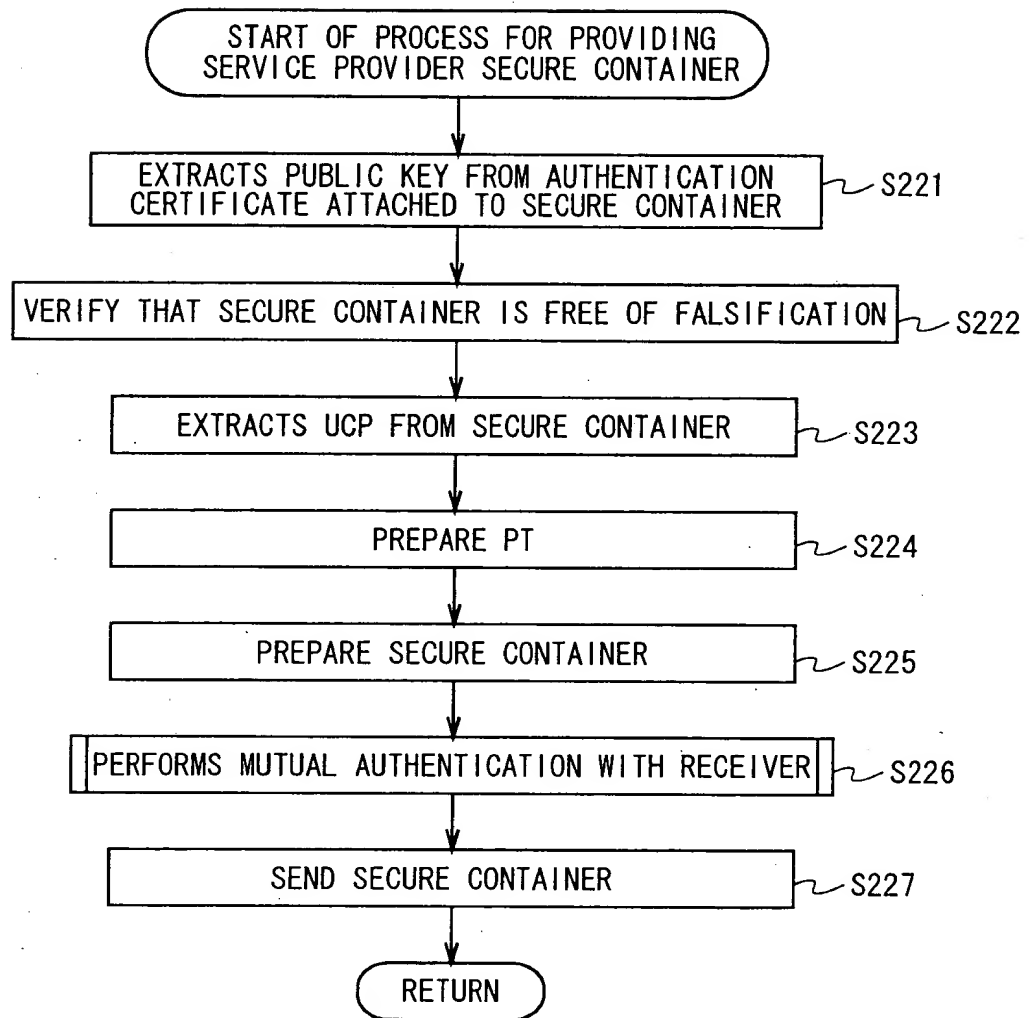 START OF PROCESS FOR PROVIDING
SERVICE PROVIDER SECURE CONTAINER
EXTRACTS PUBLIC KEY FROM AUTHENTICATION
CERTIFICATE ATTACHED TO SECURE CONTAINER
S221
VERIFY THAT SECURE CONTAINER IS FREE OF FALSIFICATION
S222
EXTRACTS UCP FROM SECURE CONTAINER
S223
PREPARE PT
S224
PREPARE SECURE CONTAINER
S225
PERFORMS MUTUAL AUTHENTICATION WITH RECEIVER
S226
SEND SECURE CONTAINER
S227
RETURN